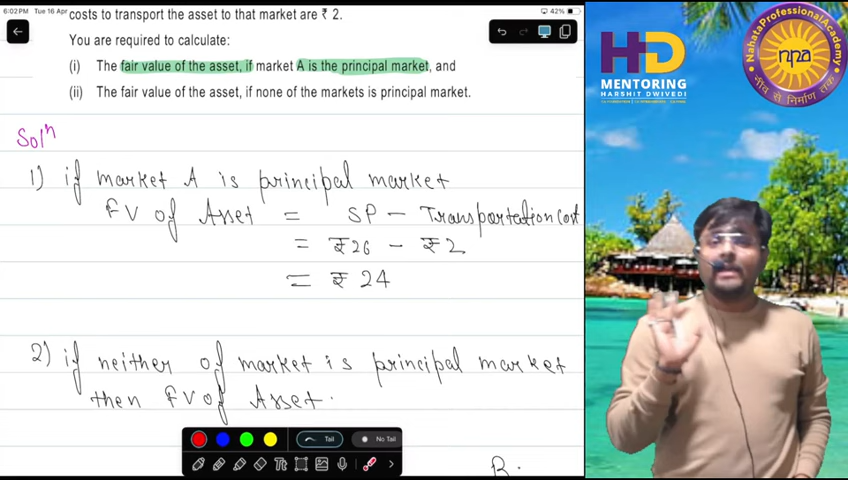 6:02PM Tue 16 Apr
42%
costs to transport the asset to that market are ₹ 2.
You are required to calculate:
(i) The fair value of the asset, if market A is the principal market, and
(ii) The fair value of the asset, if none of the markets is principal market.
Solⁿ
1) if market A is principal market
FV of Asset = SP - Transportation cost
= ₹26 - ₹2
= ₹ 24
2) if neither of market is principal market
then FV of Asset.
B.
Tail
No Tail
HD
MENTORING
HARSHIT DWIVEDI
Nahata Professional Academy
npa
नींव से निर्माण तक